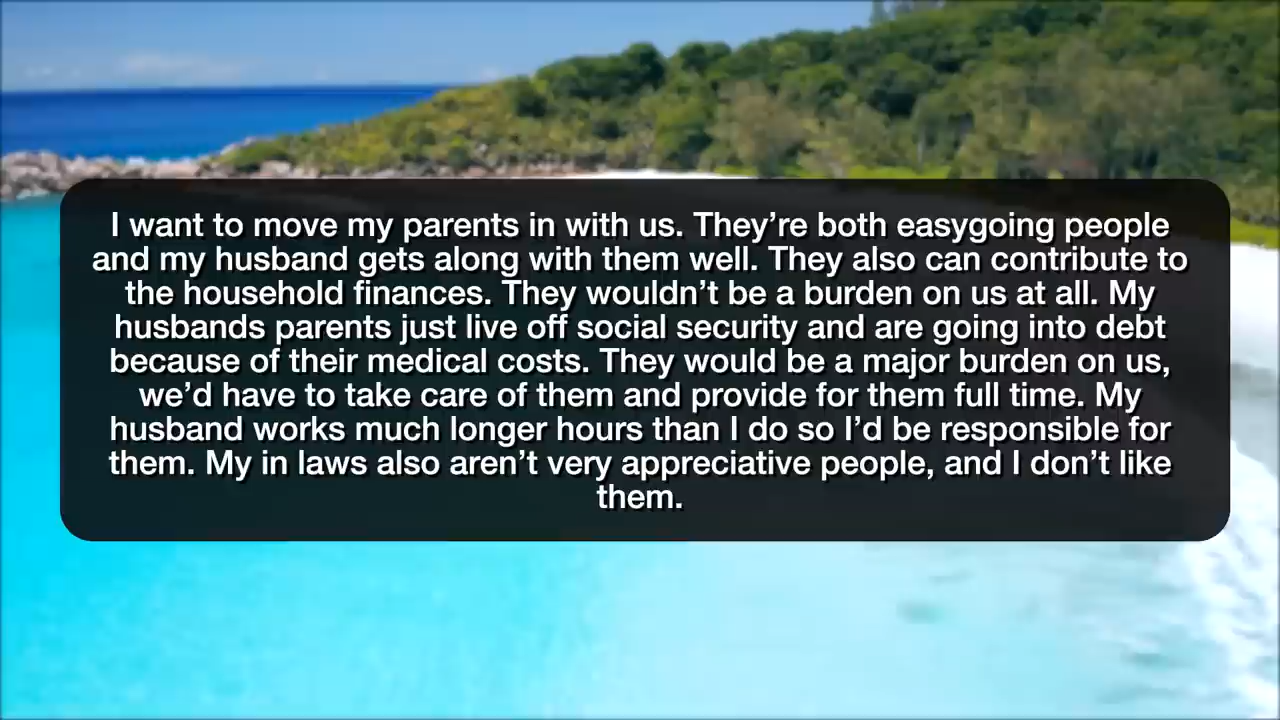 I want to move my parents in with us. They’re both easygoing people
and my husband gets along with them well. They also can contribute to
the household finances. They wouldn’t be a burden on us at all. My
husbands parents just live off social security and are going into debt
because of their medical costs. They would be a major burden on us,
we’d have to take care of them and provide for them full time. My
husband works much longer hours than I do so I’d be responsible for
them. My in laws also aren’t very appreciative people, and I don’t like
them.